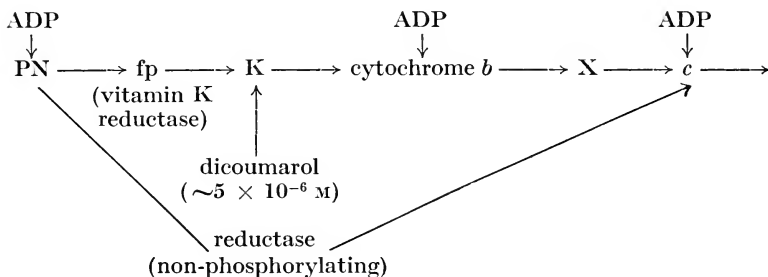 ADP ADP ADP
PN fp K cytochrome b X c
(vitamin K
reductase)
dicoumarol
(~5 × 10⁻⁶ M)
reductase
(non-phosphorylating)